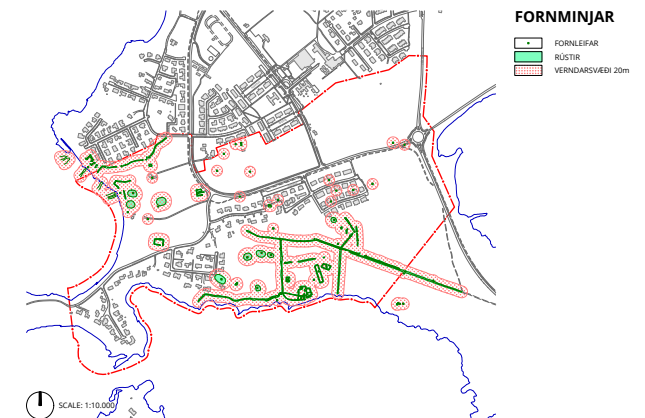 FORNMINJAR
FORNLEIFAR
RÚSTIR
VERNDARSVÆÐI 20m
SCALE: 1:10.000